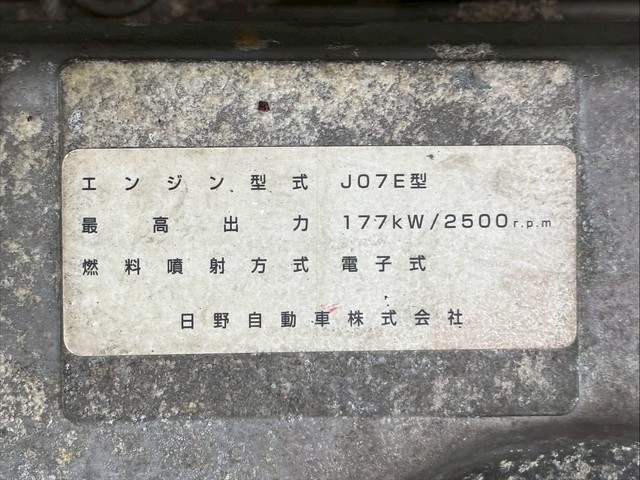 エンジン型式 J07E型
最高出力 177kW/2500r.p.m
燃料噴射方式 電子式
日野自動車株式会社